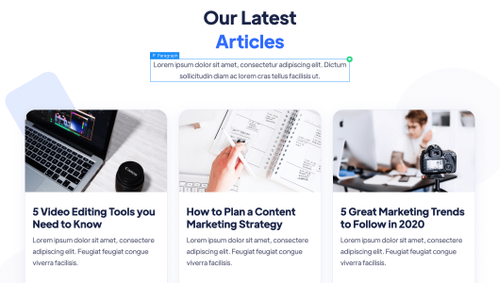 Our Latest
Articles
Paragraph
Lorem ipsum dolor sit amet, consectetur adipiscing elit. Dictum
sollicitudin diam ac lorem cras tellus facilisis ut.
Canon
5 Video Editing Tools you
Need to Know
Lorem ipsum dolor sit amet, consectere
adipiscing elit. Feugiat feugiat congue
viverra facilisis.
How to Plan a Content
Marketing Strategy
Lorem ipsum dolor sit amet, consectere
adipiscing elit. Feugiat feugiat congue
viverra facilisis.
5 Great Marketing Trends
to Follow in 2020
Lorem ipsum dolor sit amet, consectere
adipiscing elit. Feugiat feugiat congue
viverra facilisis.